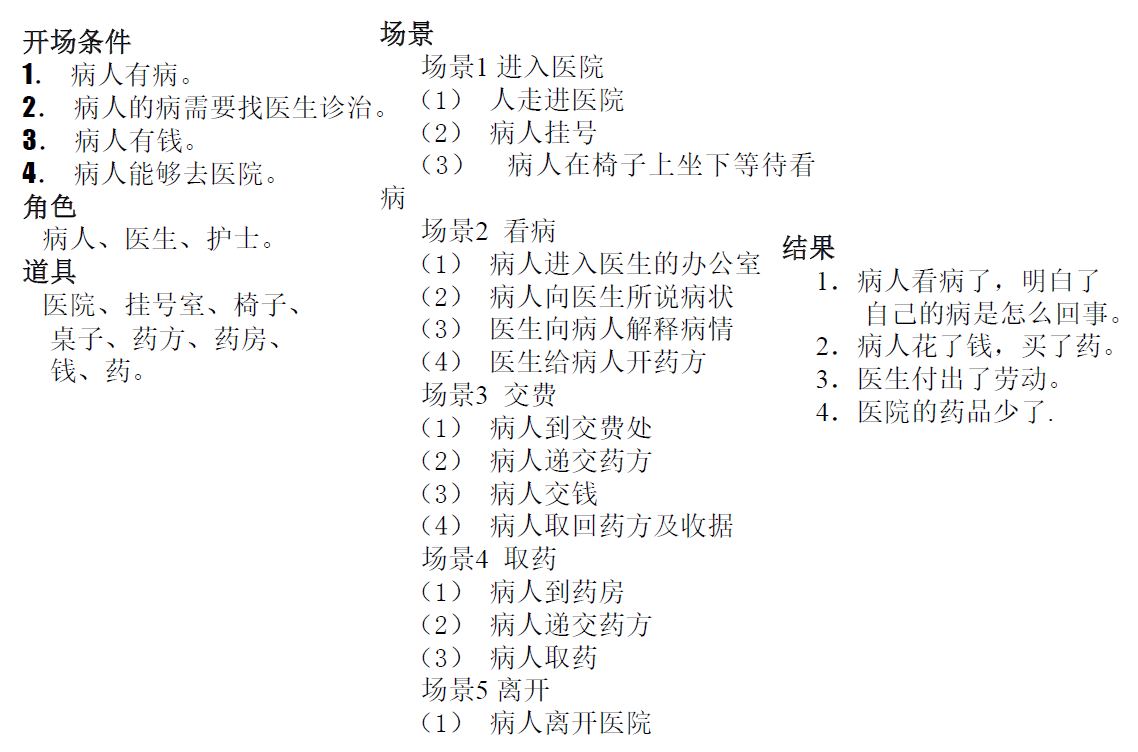 开场条件
1． 病人有病。
2． 病人的病需要找医生诊治。
3． 病人有钱。
4． 病人能够去医院。
角色
病人、医生、护士。
道具
医院、挂号室、椅子、
桌子、药方、药房、
钱、药。
场景
场景1 进入医院
（1） 人走进医院
（2） 病人挂号
（3） 病人在椅子上坐下等待看
病
场景2 看病
（1） 病人进入医生的办公室
（2） 病人向医生所说病状
（3） 医生向病人解释病情
（4） 医生给病人开药方
场景3 交费
（1） 病人到交费处
（2） 病人递交药方
（3） 病人交钱
（4） 病人取回药方及收据
场景4 取药
（1） 病人到药房
（2） 病人递交药方
（3） 病人取药
场景5 离开
（1） 病人离开医院
结果
1．病人看病了，明白了
自己的病是怎么回事。
2．病人花了钱，买了药。
3．医生付出了劳动。
4．医院的药品少了.